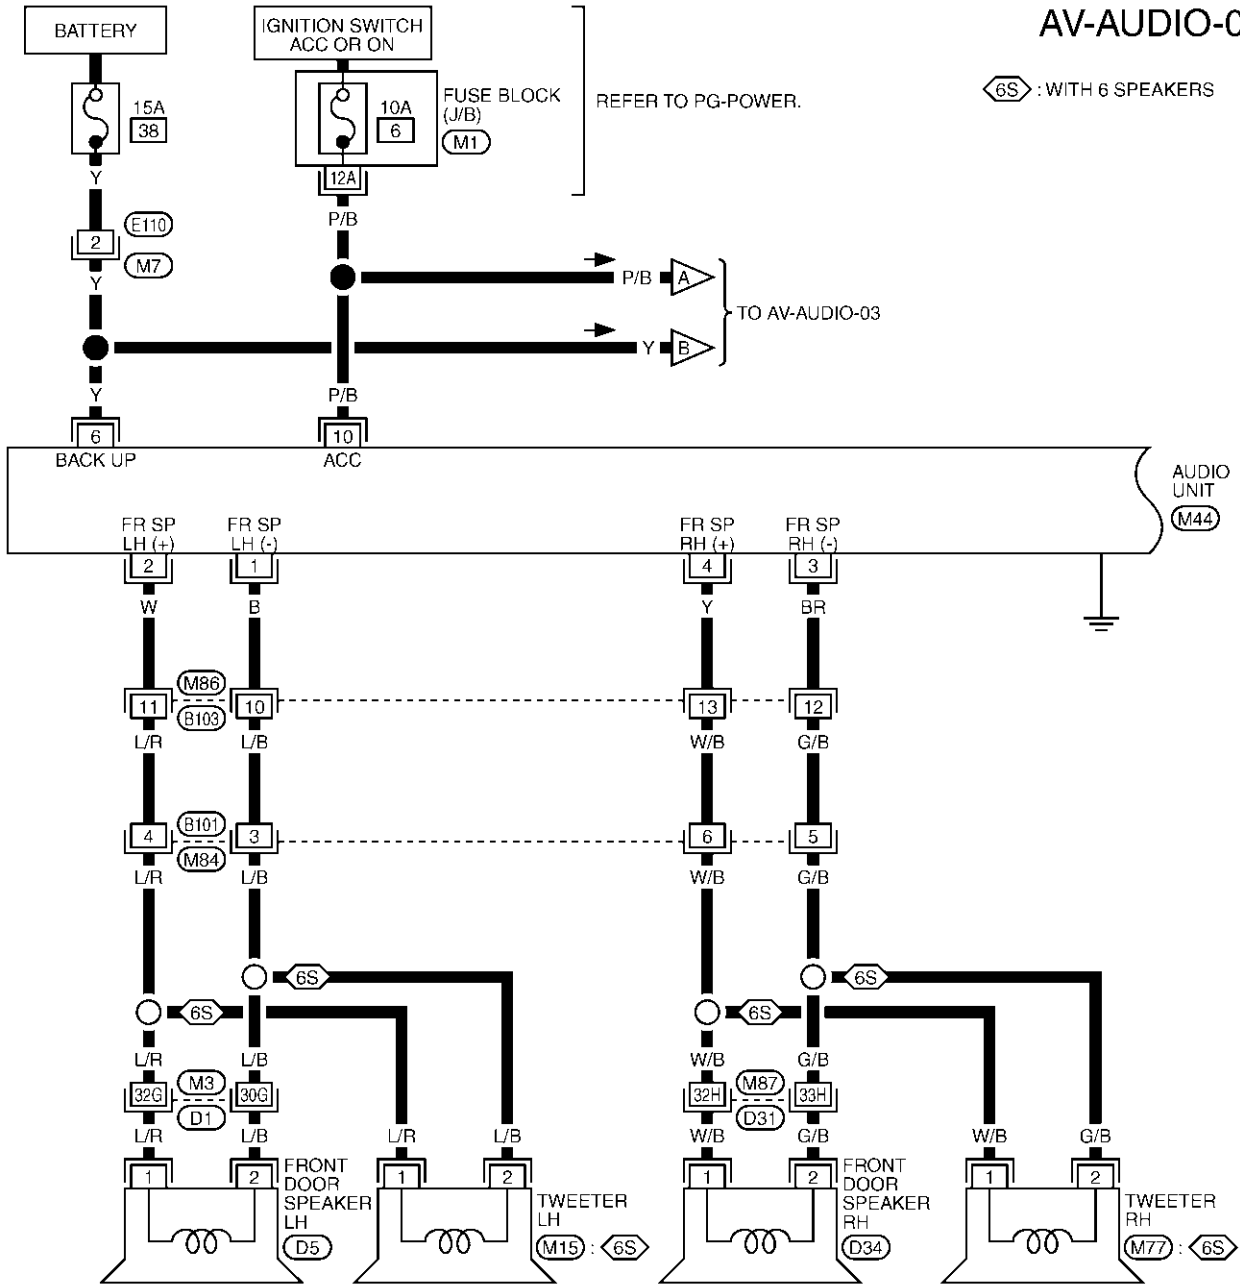 AV-AUDIO-0
BATTERY
IGNITION SWITCH
ACC OR ON
6S : WITH 6 SPEAKERS
15A
38
10A
6
FUSE BLOCK
(J/B)
M1
REFER TO PG-POWER.
12A
Y
P/B
E110
2
M7
Y
P/B A
TO AV-AUDIO-03
Y B
Y
P/B
6
10
BACK UP
ACC
AUDIO
UNIT
M44
FR SP
LH (+)
FR SP
LH (-)
FR SP
RH (+)
FR SP
RH (-)
2 1 4 3
W B Y BR
M86
11 10 13 12
B103
L/R L/B W/B G/B
B101
4 3 6 5
M84
L/R L/B W/B G/B
6S 6S
6S 6S
L/R L/B W/B G/B
M3 M87
32G 30G 32H 33H
D1 D31
L/R L/B L/R L/B W/B G/B W/B G/B
1 2 1 2 1 2 1 2
FRONT
DOOR
SPEAKER
LH
D5
TWEETER
LH
M15 : 6S
FRONT
DOOR
SPEAKER
RH
D34
TWEETER
RH
M77 : 6S